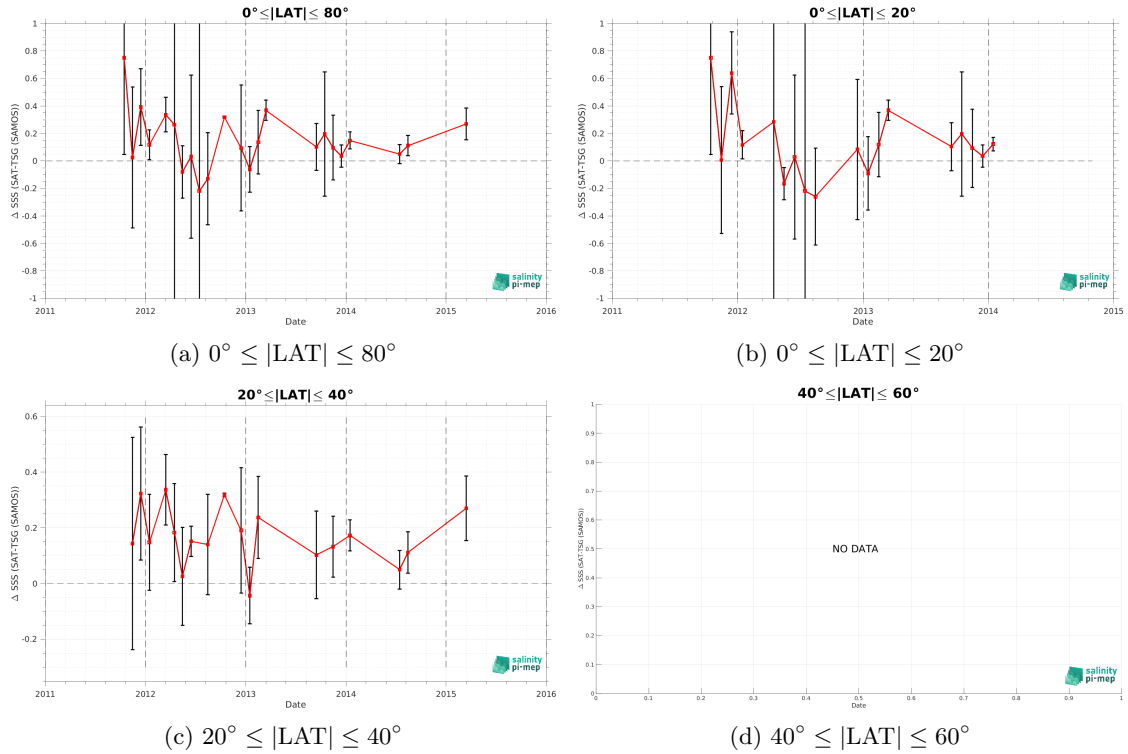 0°≤|LAT|≤ 80°
Δ SSS (SAT-TSG (SAMOS))
1
0.8
0.6
0.4
0.2
0
-0.2
-0.4
-0.6
-0.8
-1
2011
2012
2013
2014
2015
2016
Date
salinity
pi-mep
(a) 0° ≤ |LAT| ≤ 80°
0°≤|LAT|≤ 20°
Δ SSS (SAT-TSG (SAMOS))
1
0.8
0.6
0.4
0.2
0
-0.2
-0.4
-0.6
-0.8
-1
2011
2012
2013
2014
2015
Date
salinity
pi-mep
(b) 0° ≤ |LAT| ≤ 20°
20°≤|LAT|≤ 40°
Δ SSS (SAT-TSG (SAMOS))
0.6
0.4
0.2
0
-0.2
2011
2012
2013
2014
2015
2016
Date
salinity
pi-mep
(c) 20° ≤ |LAT| ≤ 40°
40°≤|LAT|≤ 60°
Δ SSS (SAT-TSG (SAMOS))
1
0.9
0.8
0.7
0.6
0.5
0.4
0.3
0.2
0.1
0
NO DATA
0
0.1
0.2
0.3
0.4
0.5
0.6
0.7
0.8
0.9
1
Date
salinity
pi-mep
(d) 40° ≤ |LAT| ≤ 60°